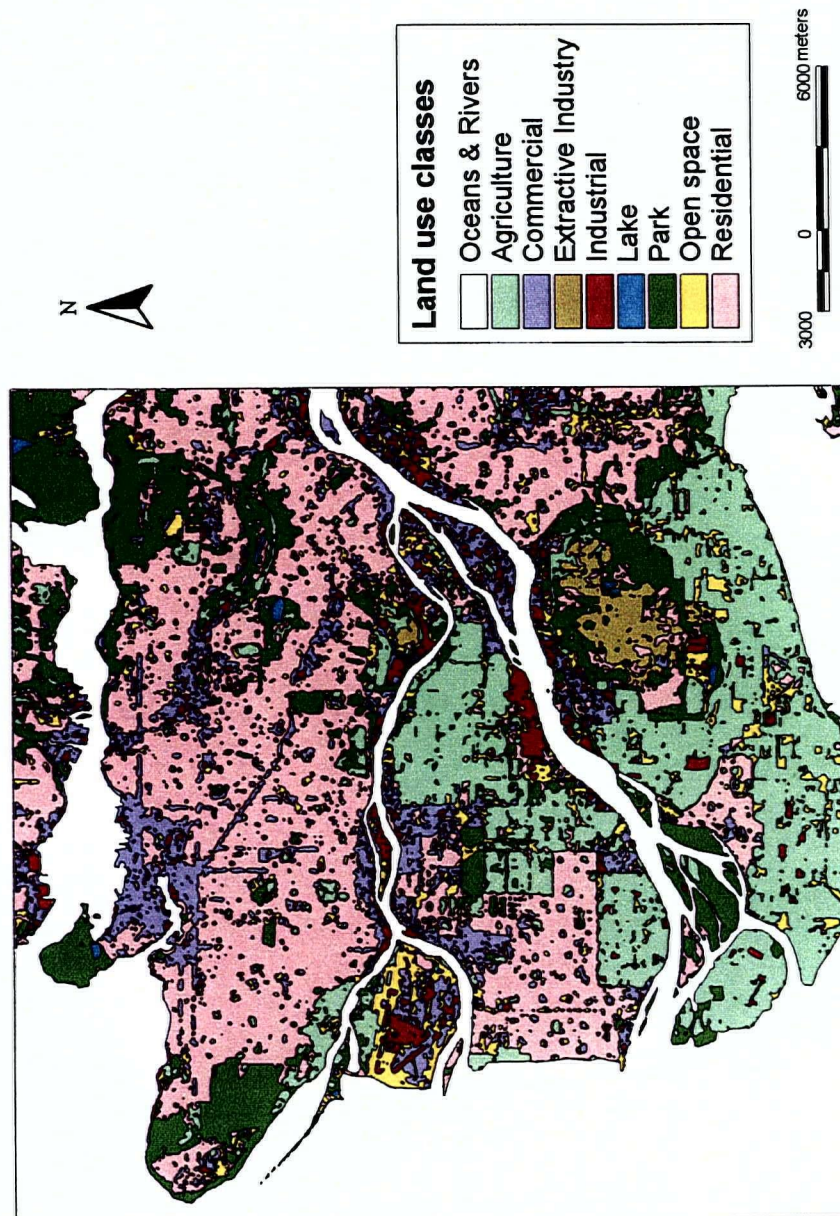 N
Land use classes
Oceans & Rivers
Agriculture
Commercial
Extractive Industry
Industrial
Lake
Park
Open space
Residential
3000 0 6000 meters